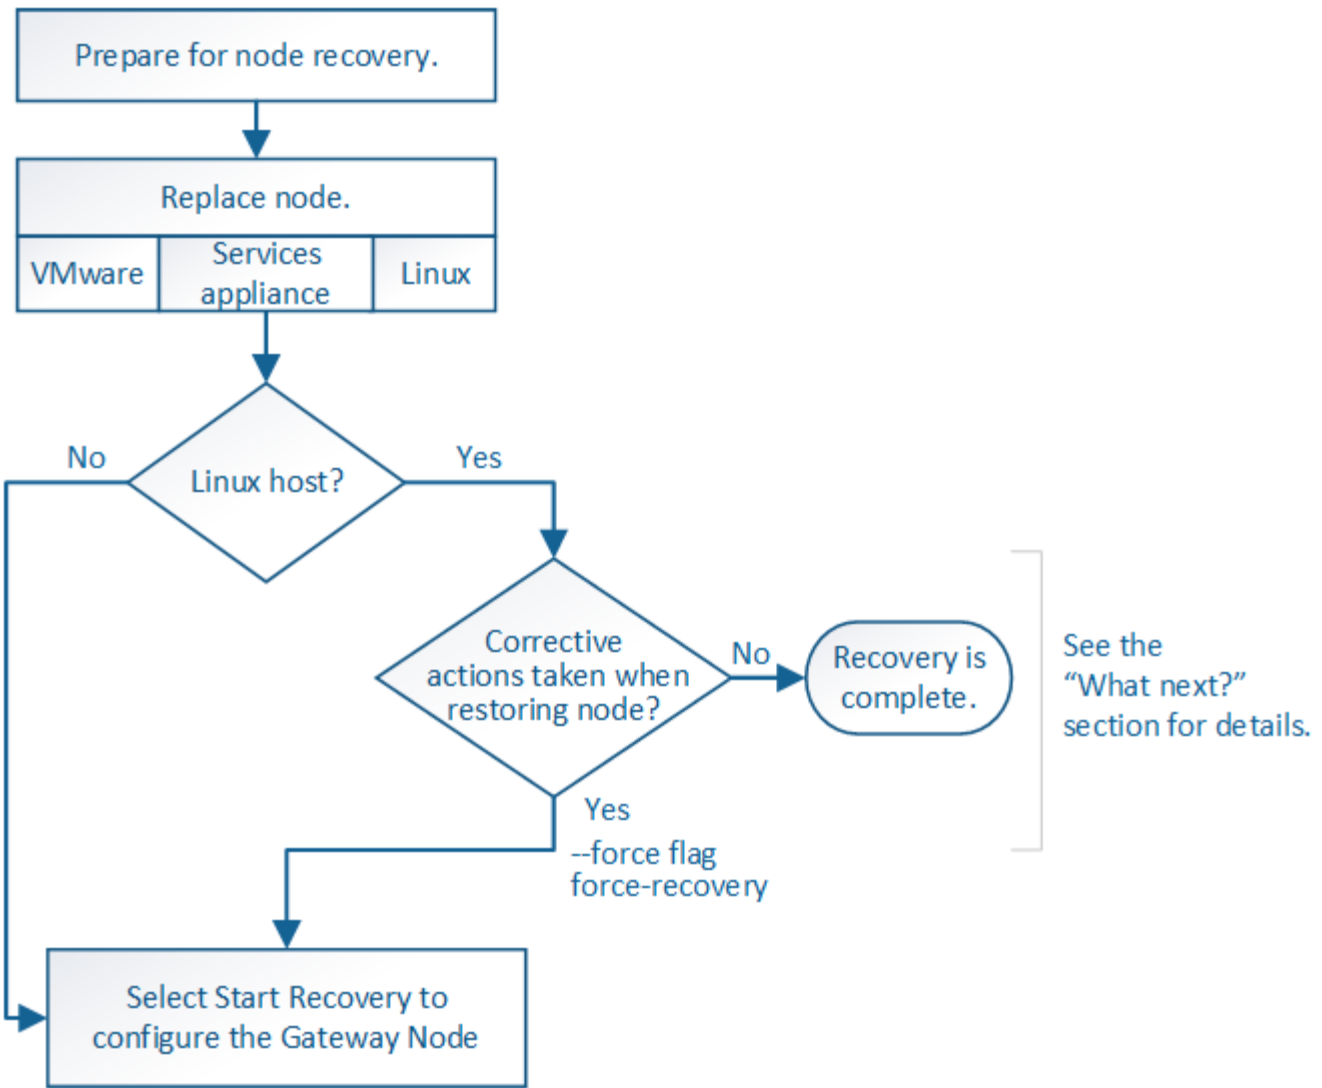 Prepare for node recovery.
Replace node.
VMware
Services
appliance
Linux
Linux host?
No
Yes
Corrective
actions taken when
restoring node?
No
Recovery is
complete.
See the
“What next?”
section for details.
Yes
--force flag
force-recovery
Select Start Recovery to
configure the Gateway Node